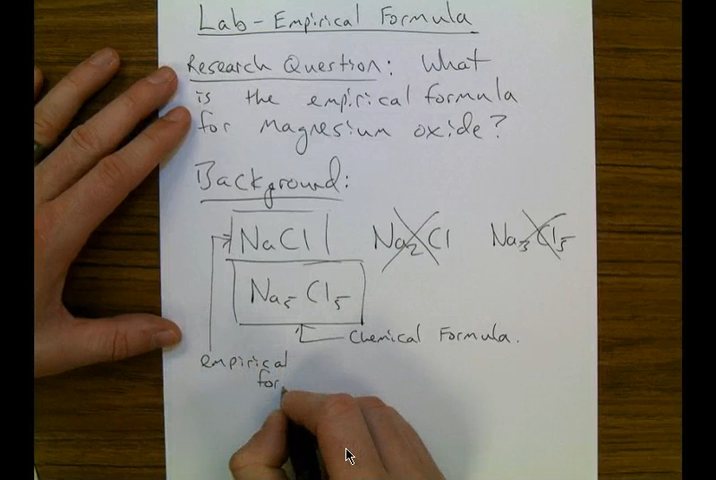 Lab - Empirical Formula
Research Question: What
is the empirical formula
for magnesium oxide?
Background:
NaCl Na₂Cl Na₃Cl₅
Na₅Cl₅
Chemical Formula.
empirical
for